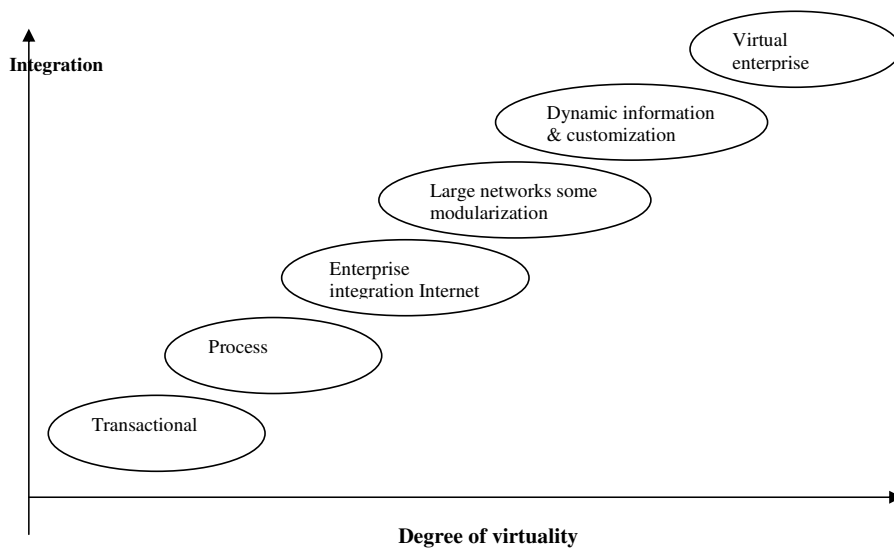 Virtual
enterprise
Integration
Dynamic information
& customization
Large networks some
modularization
Enterprise
integration Internet
Process
Transactional
Degree of virtuality